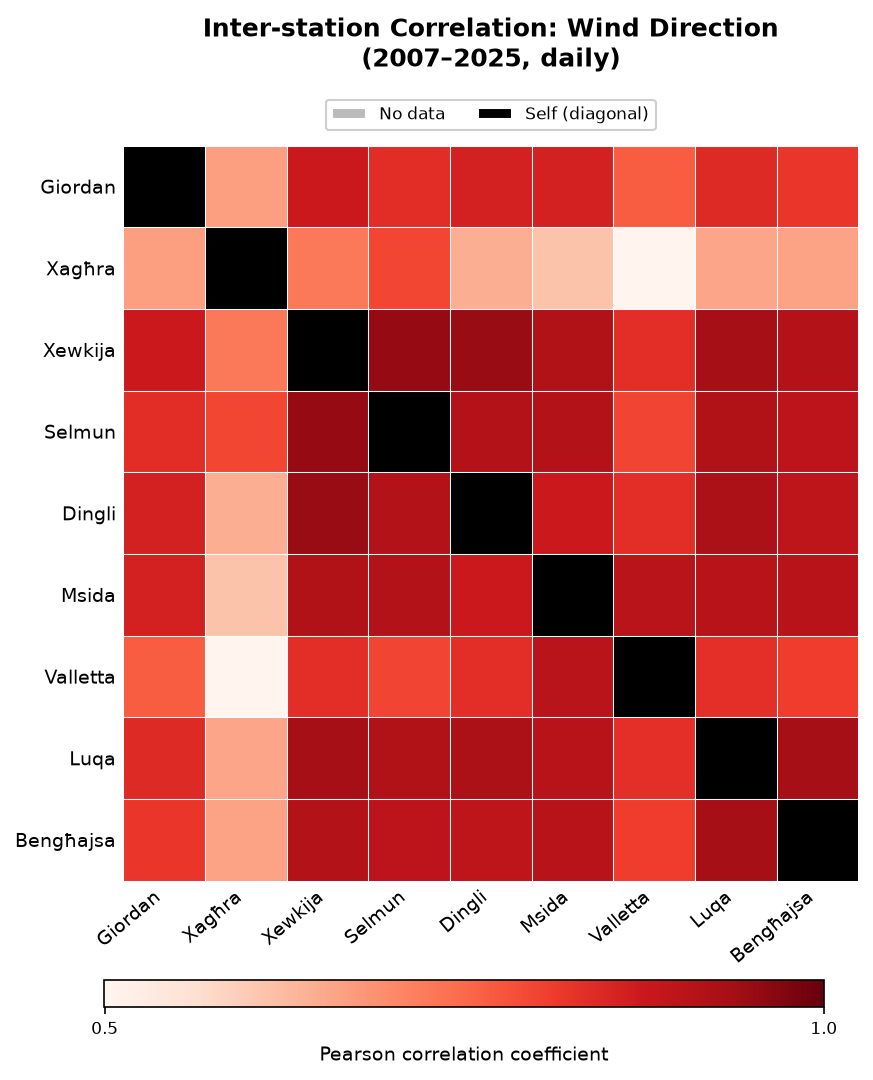 Inter-station Correlation: Wind Direction
(2007–2025, daily)
No data
Self (diagonal)
Giordan
Xagħra
Xewkija
Selmun
Dingli
Msida
Valletta
Luqa
Bengħajsa
Giordan
Xagħra
Xewkija
Selmun
Dingli
Msida
Valletta
Luqa
Bengħajsa
0.5
1.0
Pearson correlation coefficient